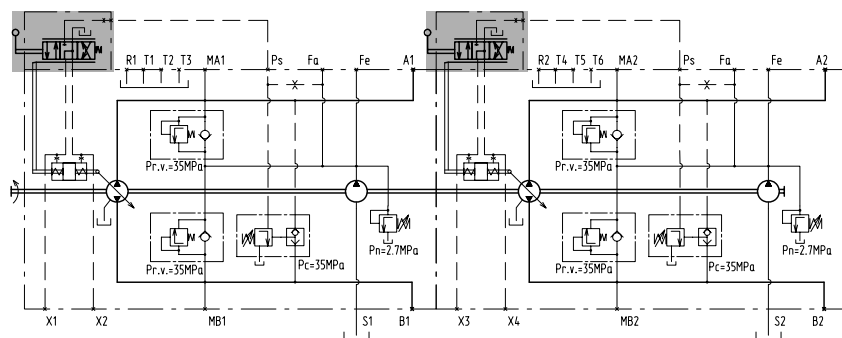 R1 T1 T2 T3 MA1 Ps Fa Fe A1 R2 T4 T5 T6 MA2 Ps Fa Fe A2
Pr.v.=35MPa Pr.v.=35MPa
Pn=2.7MPa Pn=2.7MPa
Pr.v.=35MPa Pc=35MPa Pr.v.=35MPa Pc=35MPa
X1 X2 MB1 S1 B1 X3 X4 MB2 S2 B2